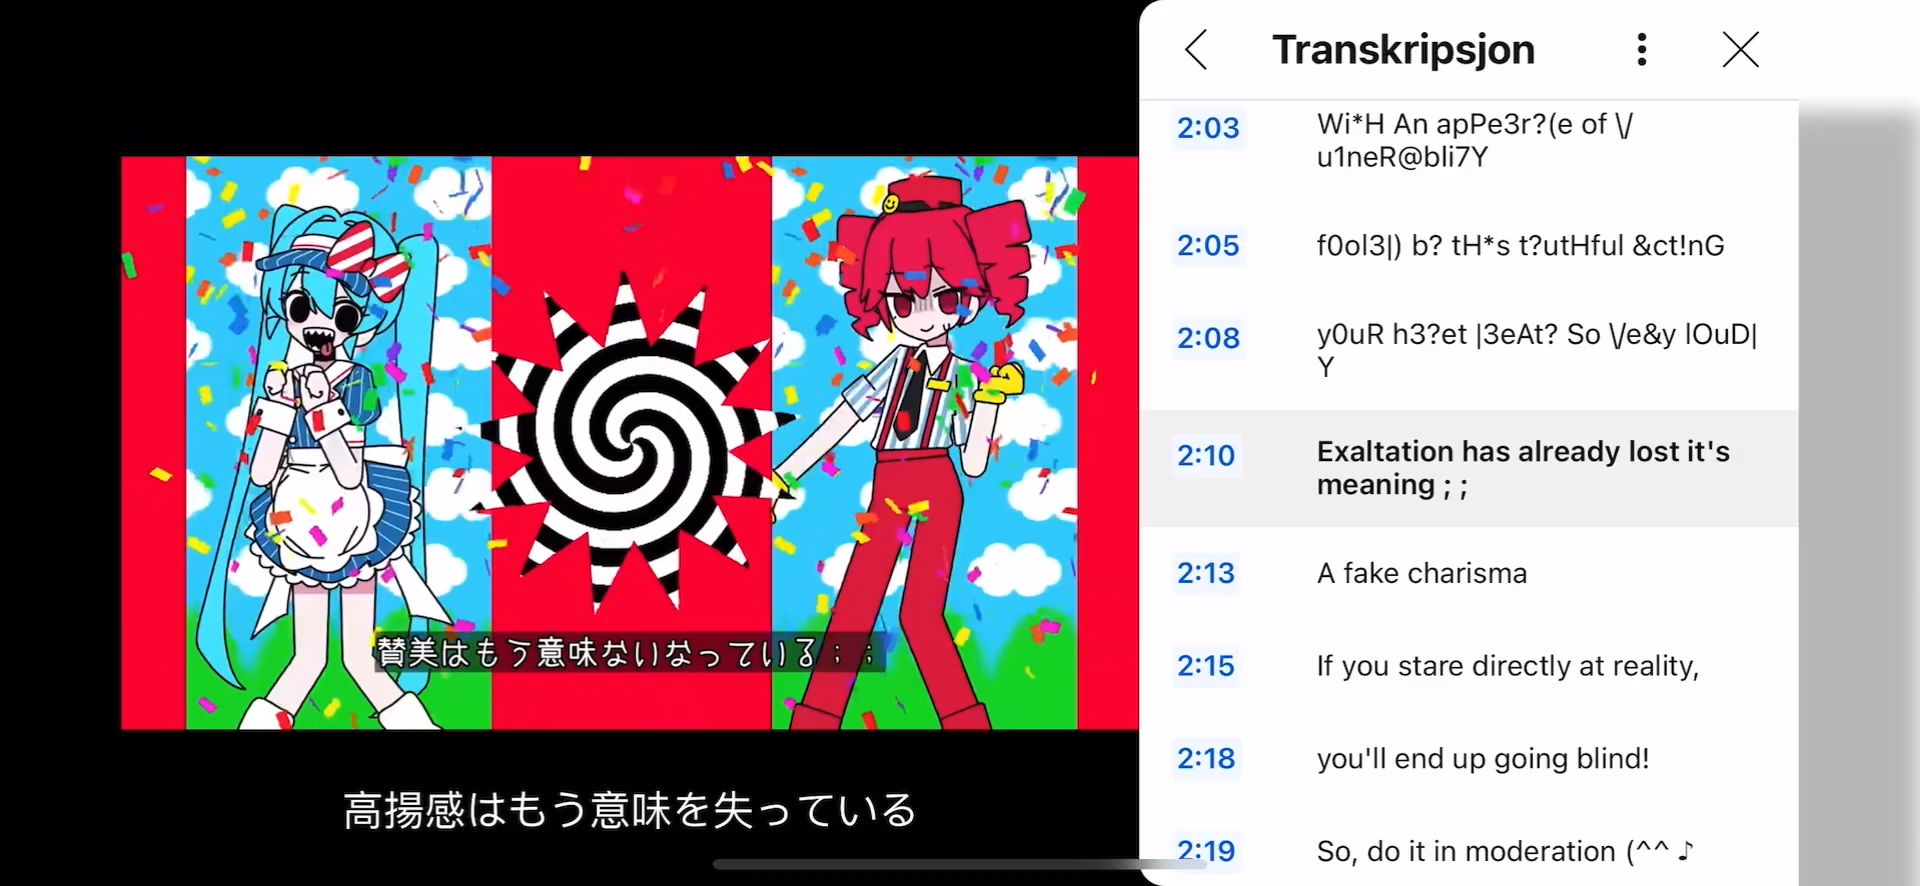 Transkripsjon
2:03
Wi*H An apPe3r?(e of \/
u1neR@bli7Y
2:05
f0ol3|) b? tH*s t?utHful &ct!nG
2:08
y0uR h3?et |3eAt? So \/e&y lOuD|
Y
2:10
Exaltation has already lost it's
meaning ; ;
2:13
A fake charisma
2:15
If you stare directly at reality,
2:18
you'll end up going blind!
2:19
So, do it in moderation (^^ ♪
賛美はもう意味ないなっている；；
高揚感はもう意味を失っている